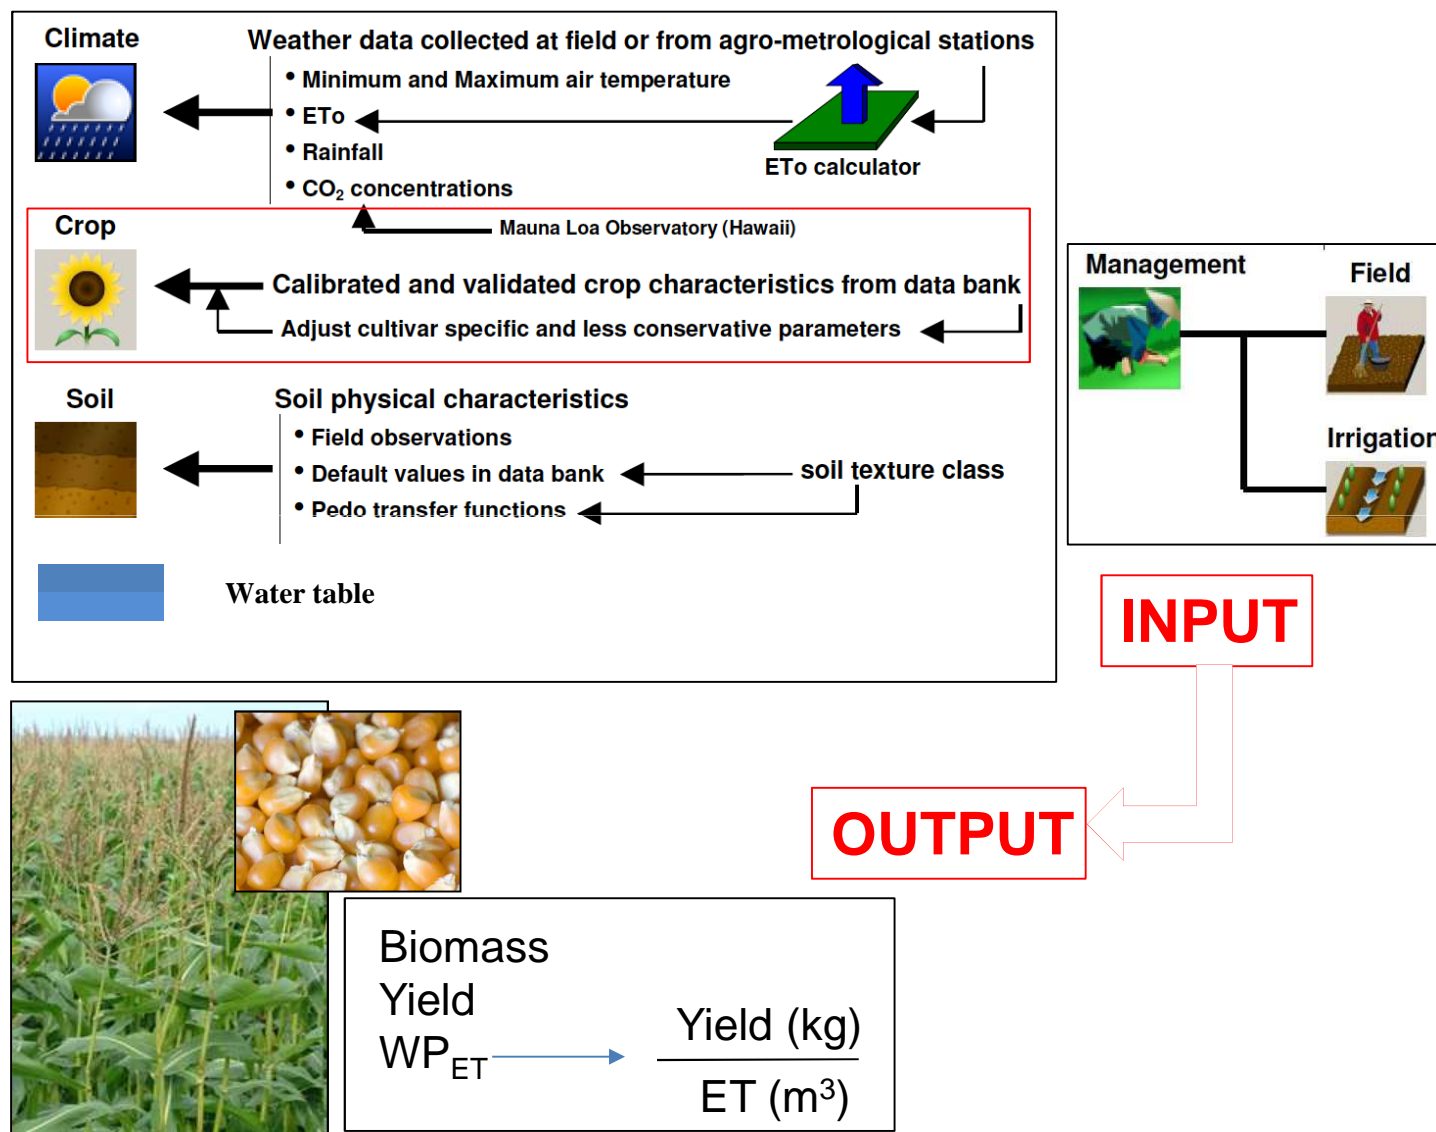 Climate
Weather data collected at field or from agro-metrological stations
• Minimum and Maximum air temperature
• ETo
• Rainfall
• CO₂ concentrations
ETo calculator
Mauna Loa Observatory (Hawaii)
Crop
Calibrated and validated crop characteristics from data bank
Adjust cultivar specific and less conservative parameters
Soil
Soil physical characteristics
• Field observations
• Default values in data bank
• Pedo transfer functions
soil texture class
Water table
Management
Field
Irrigation
INPUT
OUTPUT
Biomass
Yield
WP_ET
Yield (kg)
ET (m³)